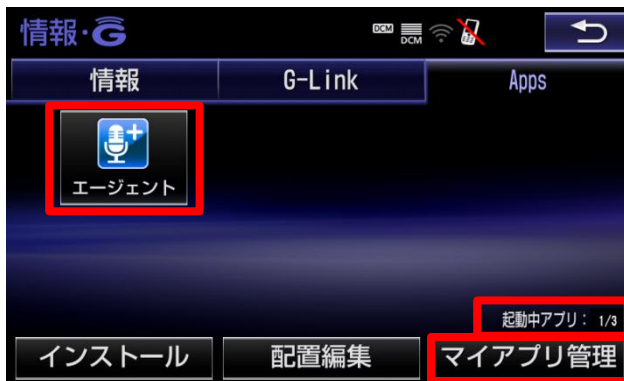 情報・G
DCM
DCM
情報
G-Link
Apps
エージェント
起動中アプリ： 1/3
インストール
配置編集
マイアプリ管理